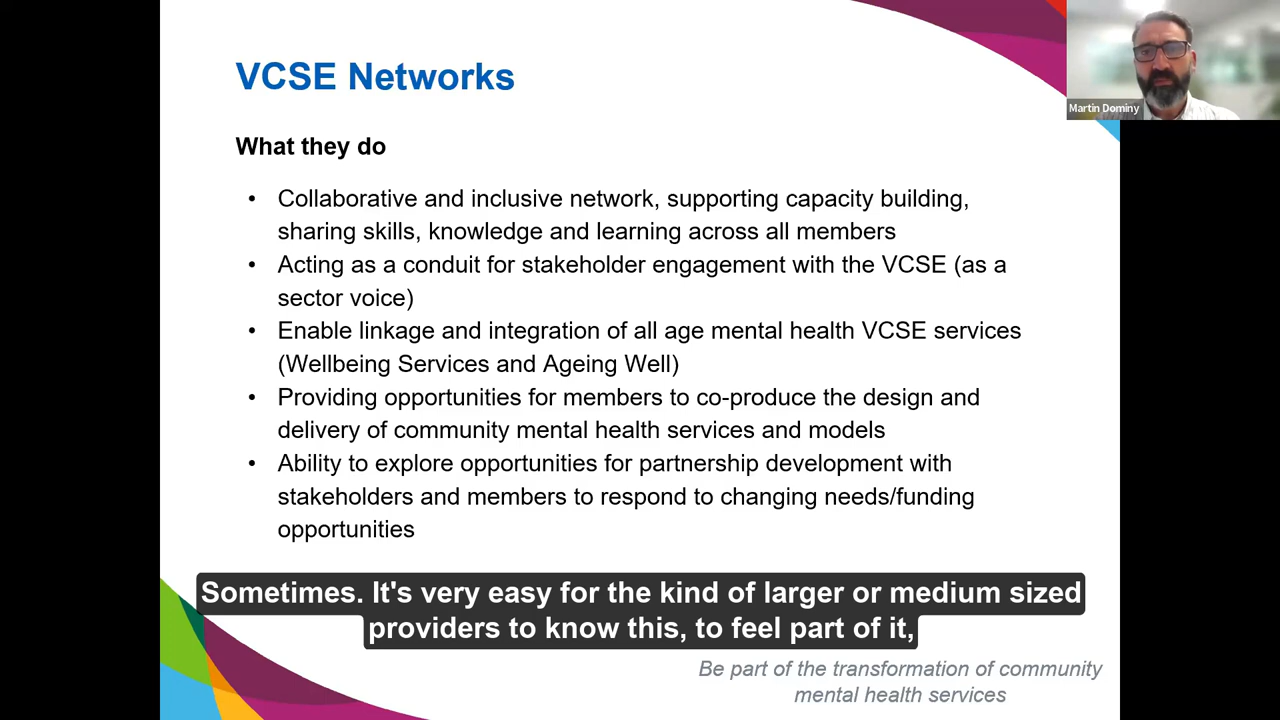 VCSE Networks
Martin Dominy
What they do
• Collaborative and inclusive network, supporting capacity building,
sharing skills, knowledge and learning across all members
• Acting as a conduit for stakeholder engagement with the VCSE (as a
sector voice)
• Enable linkage and integration of all age mental health VCSE services
(Wellbeing Services and Ageing Well)
• Providing opportunities for members to co-produce the design and
delivery of community mental health services and models
• Ability to explore opportunities for partnership development with
stakeholders and members to respond to changing needs/funding
opportunities
Sometimes. It's very easy for the kind of larger or medium sized
providers to know this, to feel part of it,
Be part of the transformation of community
mental health services